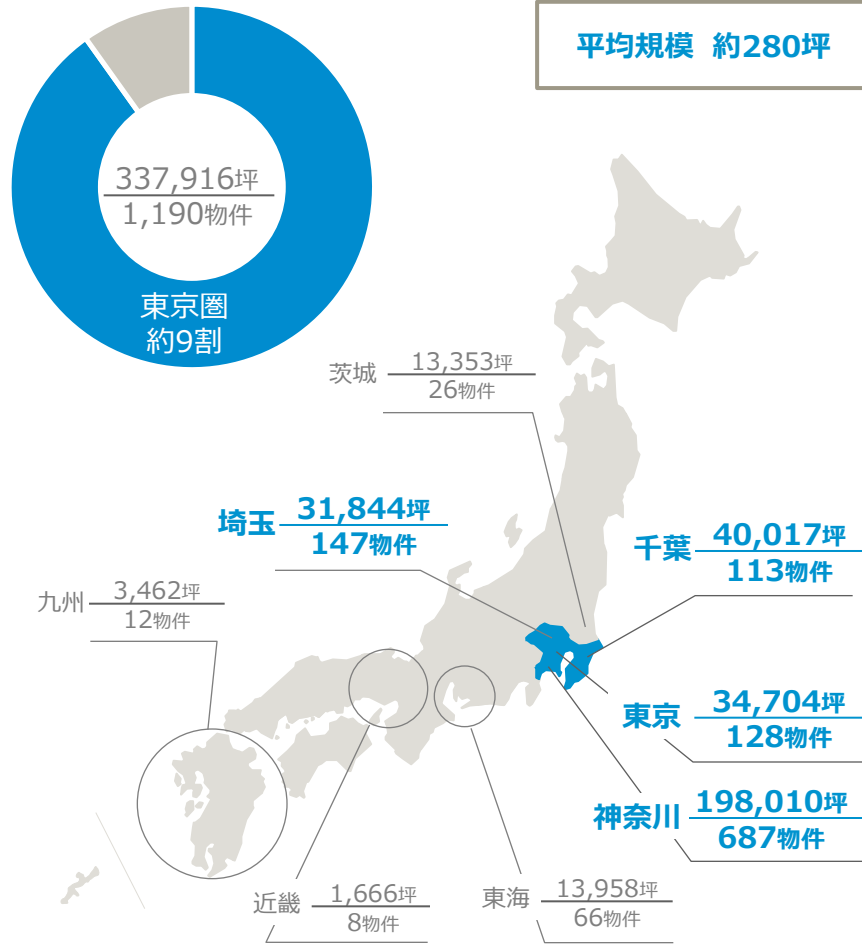 平均規模 約280坪
337,916坪
1,190物件
東京圏
約9割
茨城
13,353坪
26物件
埼玉
31,844坪
147物件
千葉
40,017坪
113物件
九州
3,462坪
12物件
東京
34,704坪
128物件
神奈川
198,010坪
687物件
近畿
1,666坪
8物件
東海
13,958坪
66物件